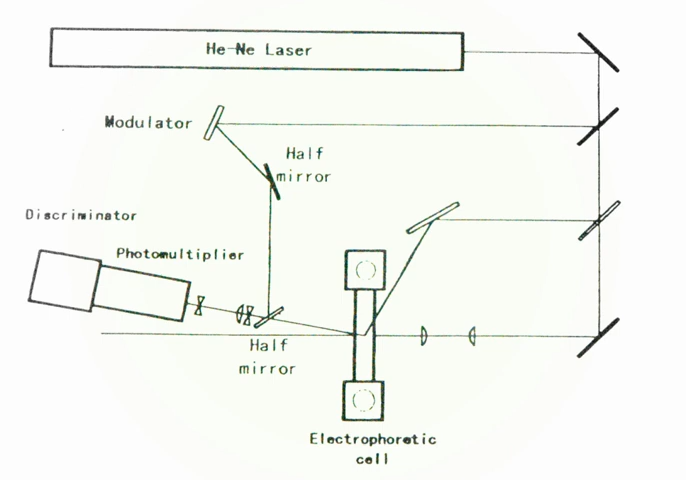 He-Ne Laser
Modulator
Half
mirror
Discriminator
Photomultiplier
Half
mirror
Electrophoretic
cell